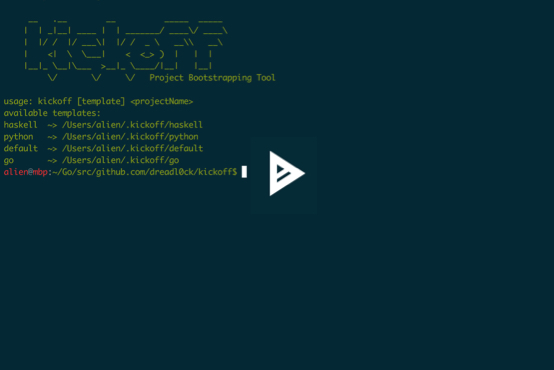 Project Bootstrapping Tool
usage: kickoff [template] <projectName>
available templates:
haskell ~> /Users/alien/.kickoff/haskell
python ~> /Users/alien/.kickoff/python
default ~> /Users/alien/.kickoff/default
go ~> /Users/alien/.kickoff/go
alien@mbp:~/Go/src/github.com/dreadl0ck/kickoff$